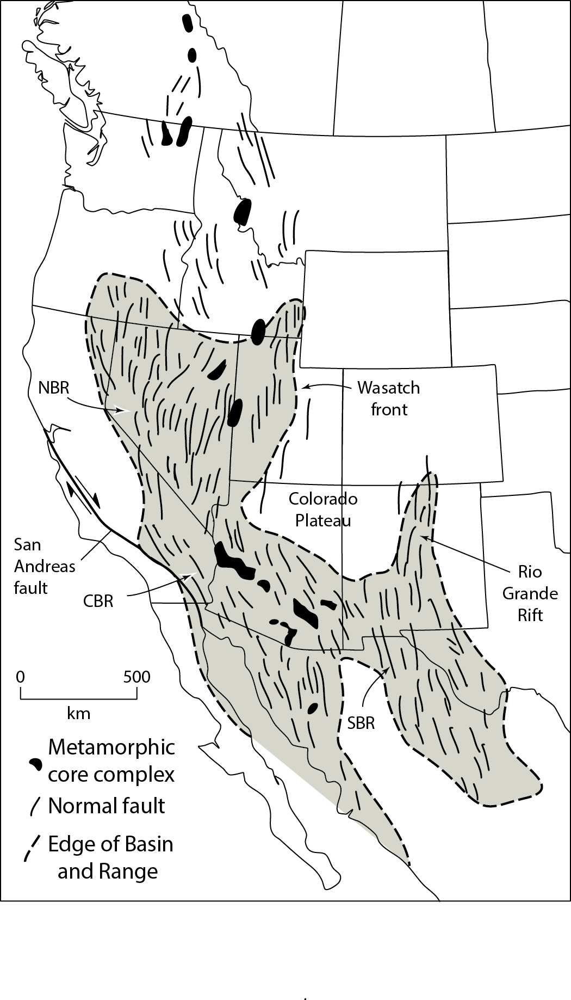 NBR
Wasatch
front
Colorado
Plateau
San
Andreas
fault
CBR
Rio
Grande
Rift
0 500
km
SBR
Metamorphic
core complex
Normal fault
Edge of Basin
and Range